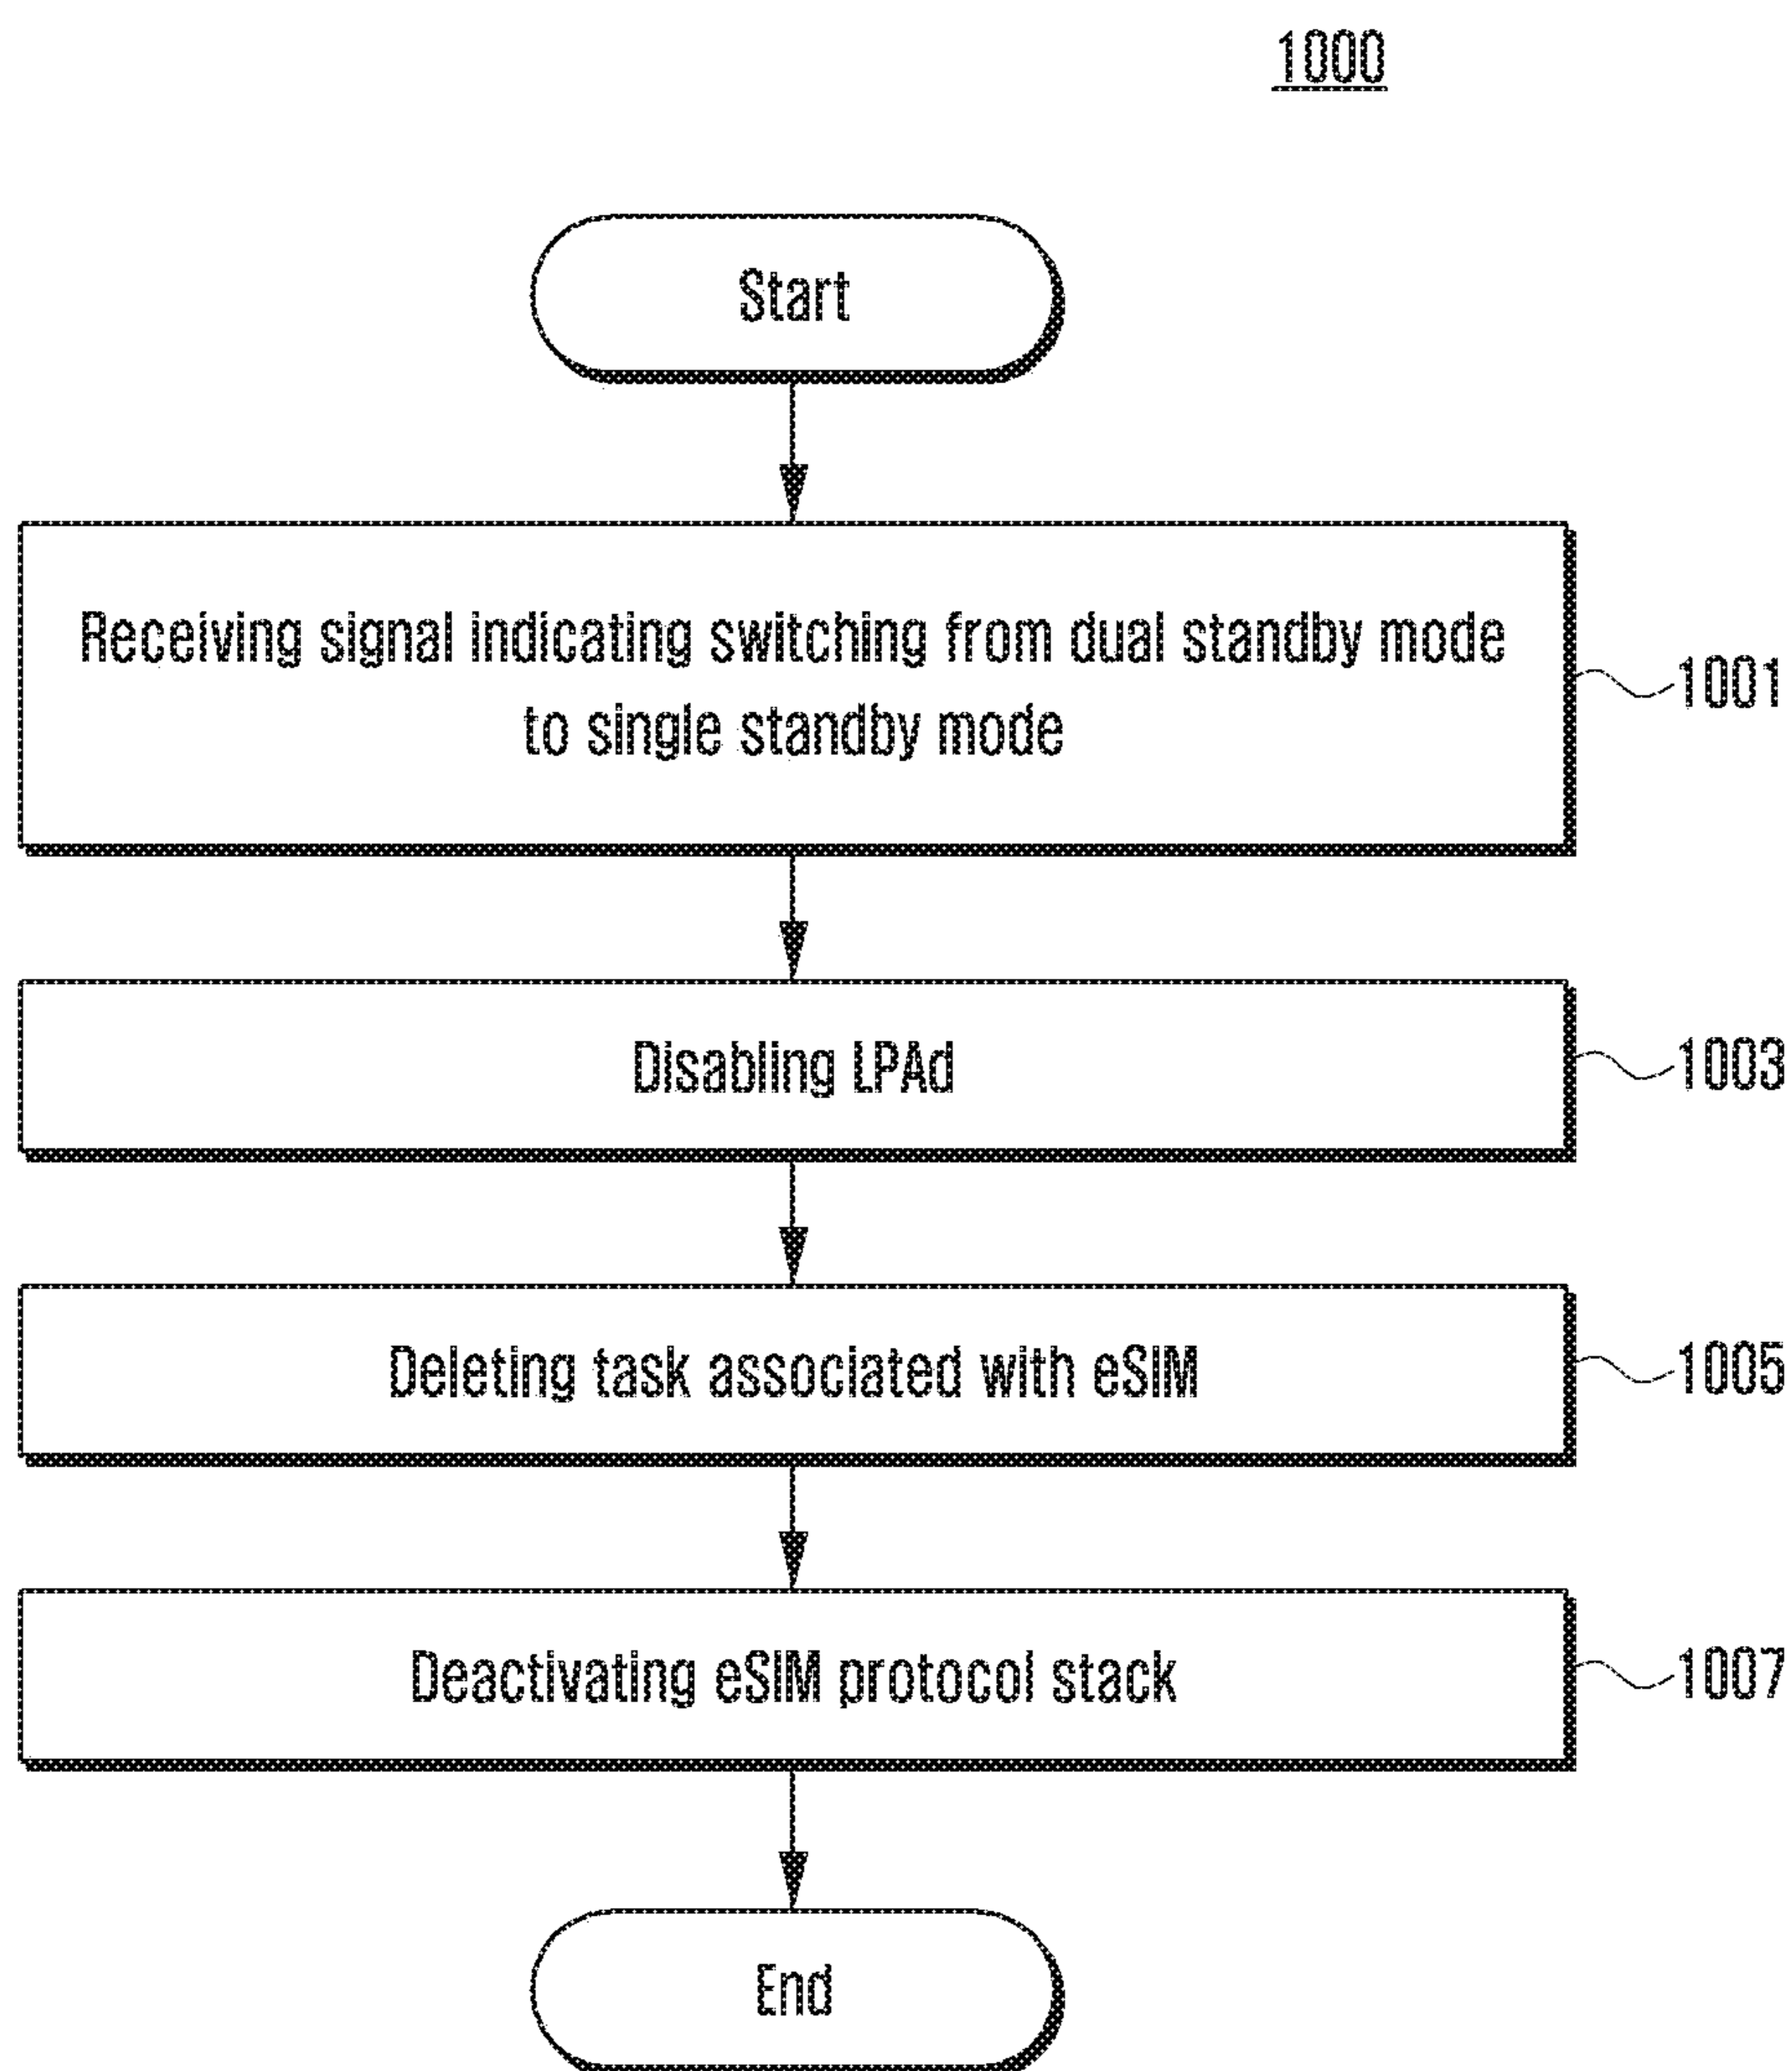 1000
Start
Receiving signal indicating switching from dual standby mode
to single standby mode
1001
Disabling LPAd
1003
Deleting task associated with eSIM
1005
Deactivating eSIM protocol stack
1007
End